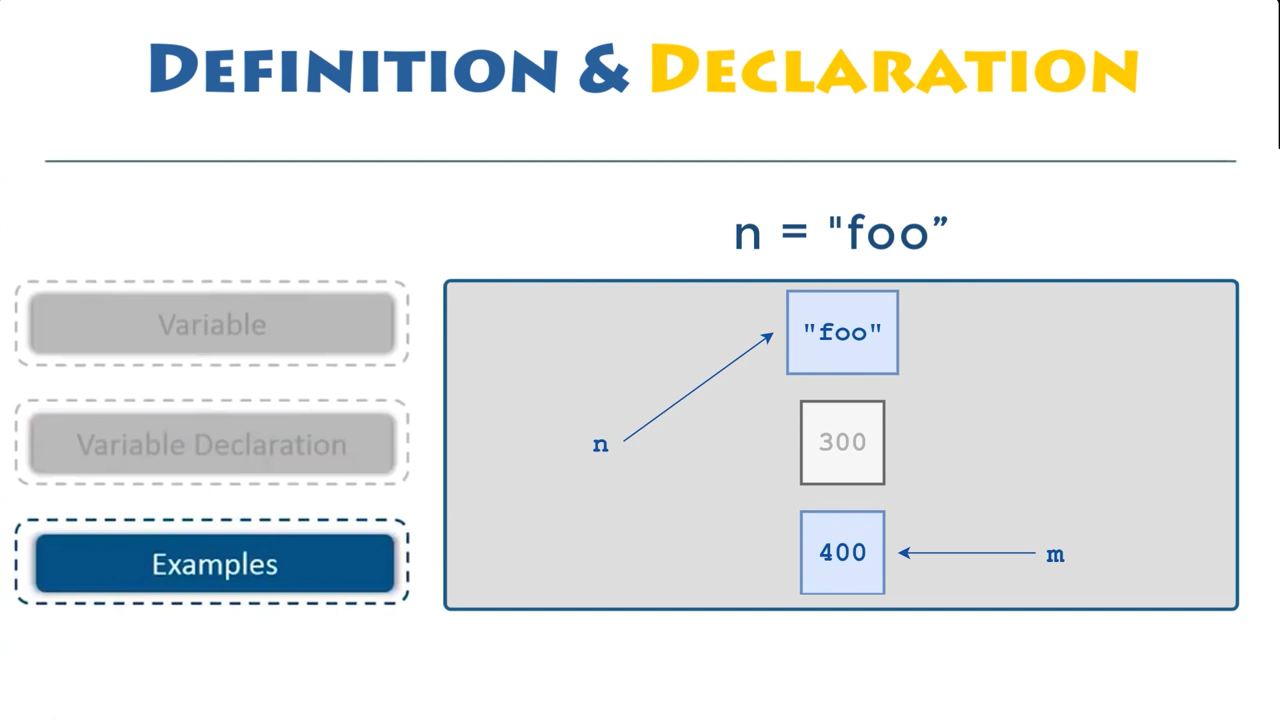 DEFINITION & DECLARATION
n = "foo”
Variable
Variable Declaration
Examples
"foo"
n
300
400
m